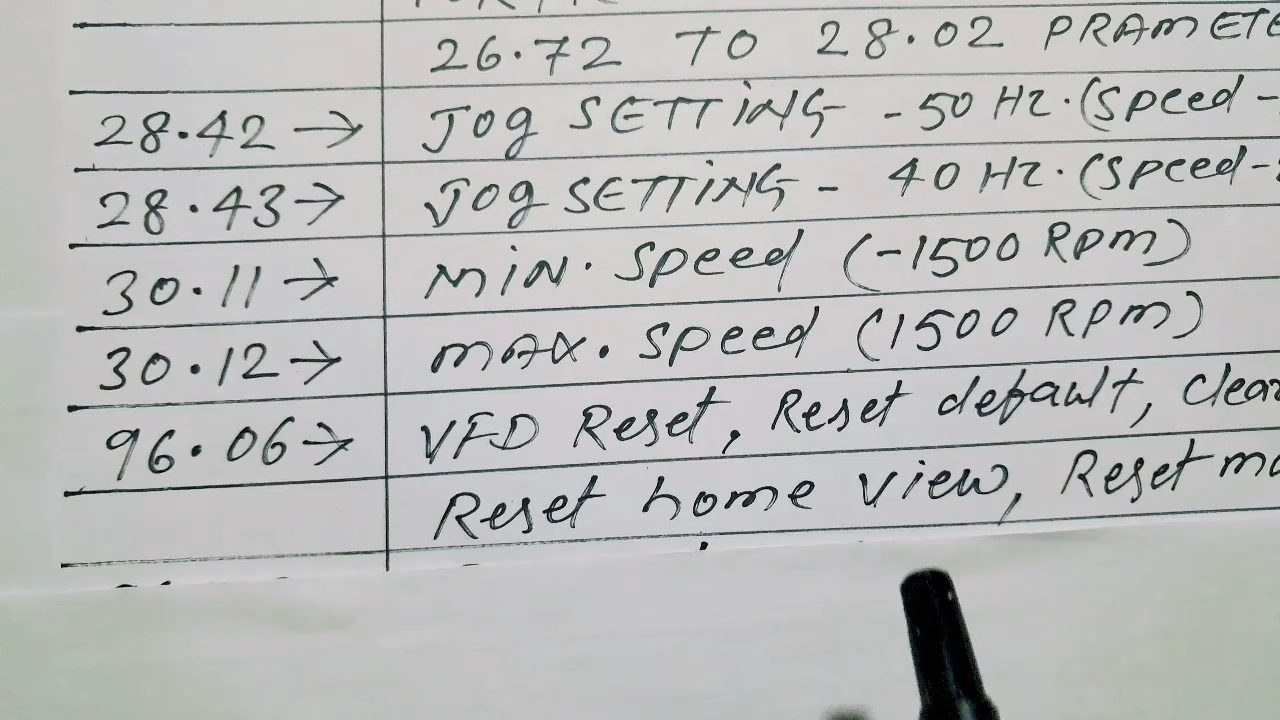 26.72 TO 28.02 PRAMETE
28.42 → Jog SETTiNG - 50 HZ. (Speed -
28.43 → Jog SETTiNG - 40 HZ. (Speed -
30.11 → MiN. Speed (-1500 RPm)
30.12 → mAX. Speed (1500 RPm)
96.06 → VFD Reset, Reset default, Clear
Reset home view, Reset mo